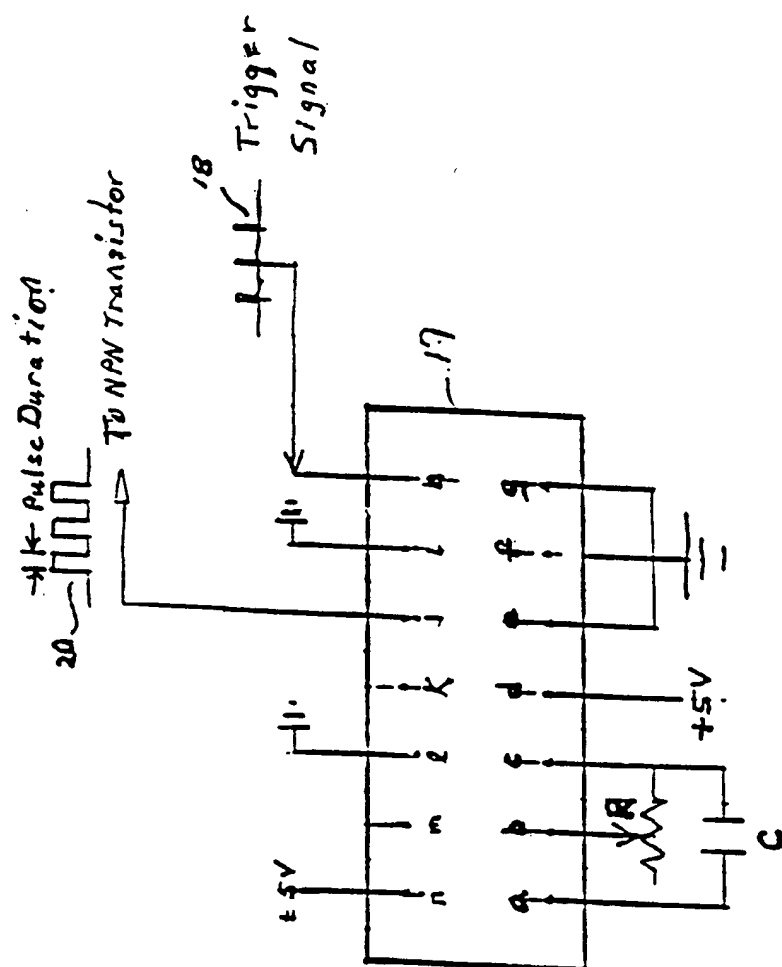 →|← Pulse Duration
20
TO NPN Transistor
18
Trigger
Signal
17
+5V
n
m
l
K
j
i
h
a
b
c
d
e
f
g
R
C
+5V